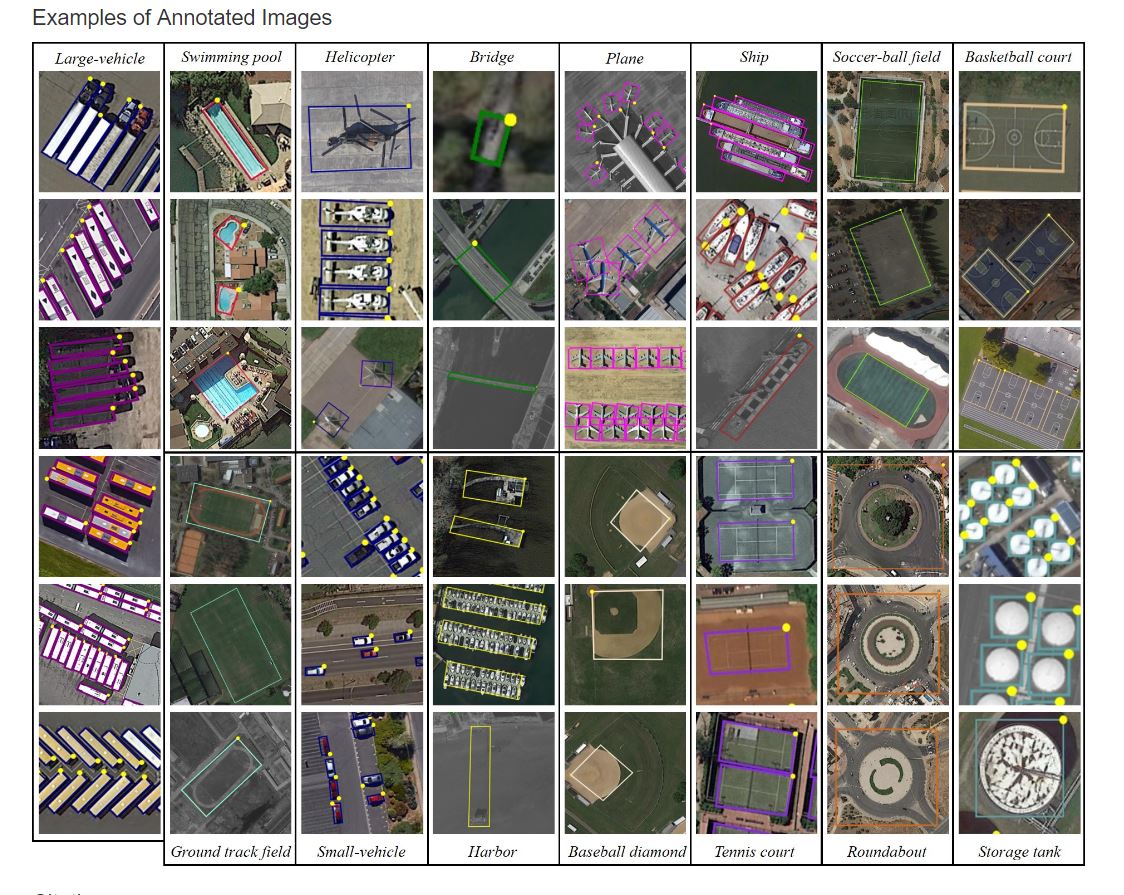 Examples of Annotated Images
Large-vehicle Swimming pool Helicopter Bridge Plane Ship Soccer-ball field Basketball court
Ground track field Small-vehicle Harbor Baseball diamond Tennis court Roundabout Storage tank